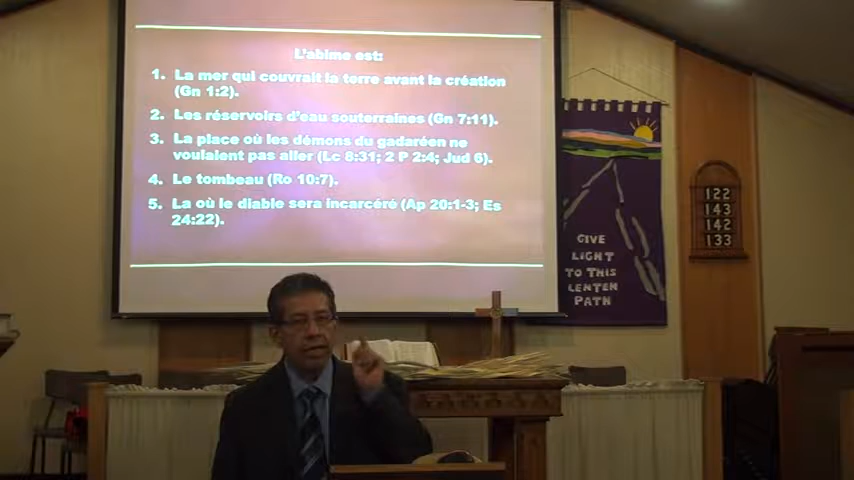 L'abime est:
1. La mer qui couvrait la terre avant la création
(Gn 1:2).
2. Les réservoirs d'eau souterraines (Gn 7:11).
3. La place où les démons du gadaréen ne
voulaient pas aller (Lc 8:31; 2 P 2:4; Jud 6).
4. Le tombeau (Ro 10:7).
5. La où le diable sera incarcéré (Ap 20:1-3; Es
24:22).
GIVE
LIGHT
TO THIS
LENTEN
PATH
122
143
142
133